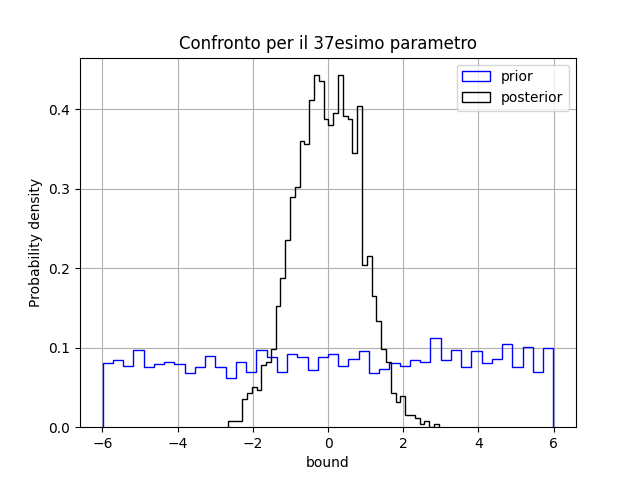 Confronto per il 37esimo parametro
prior
posterior
Probability density
0.4
0.3
0.2
0.1
0.0
−6 −4 −2 0 2 4 6
bound